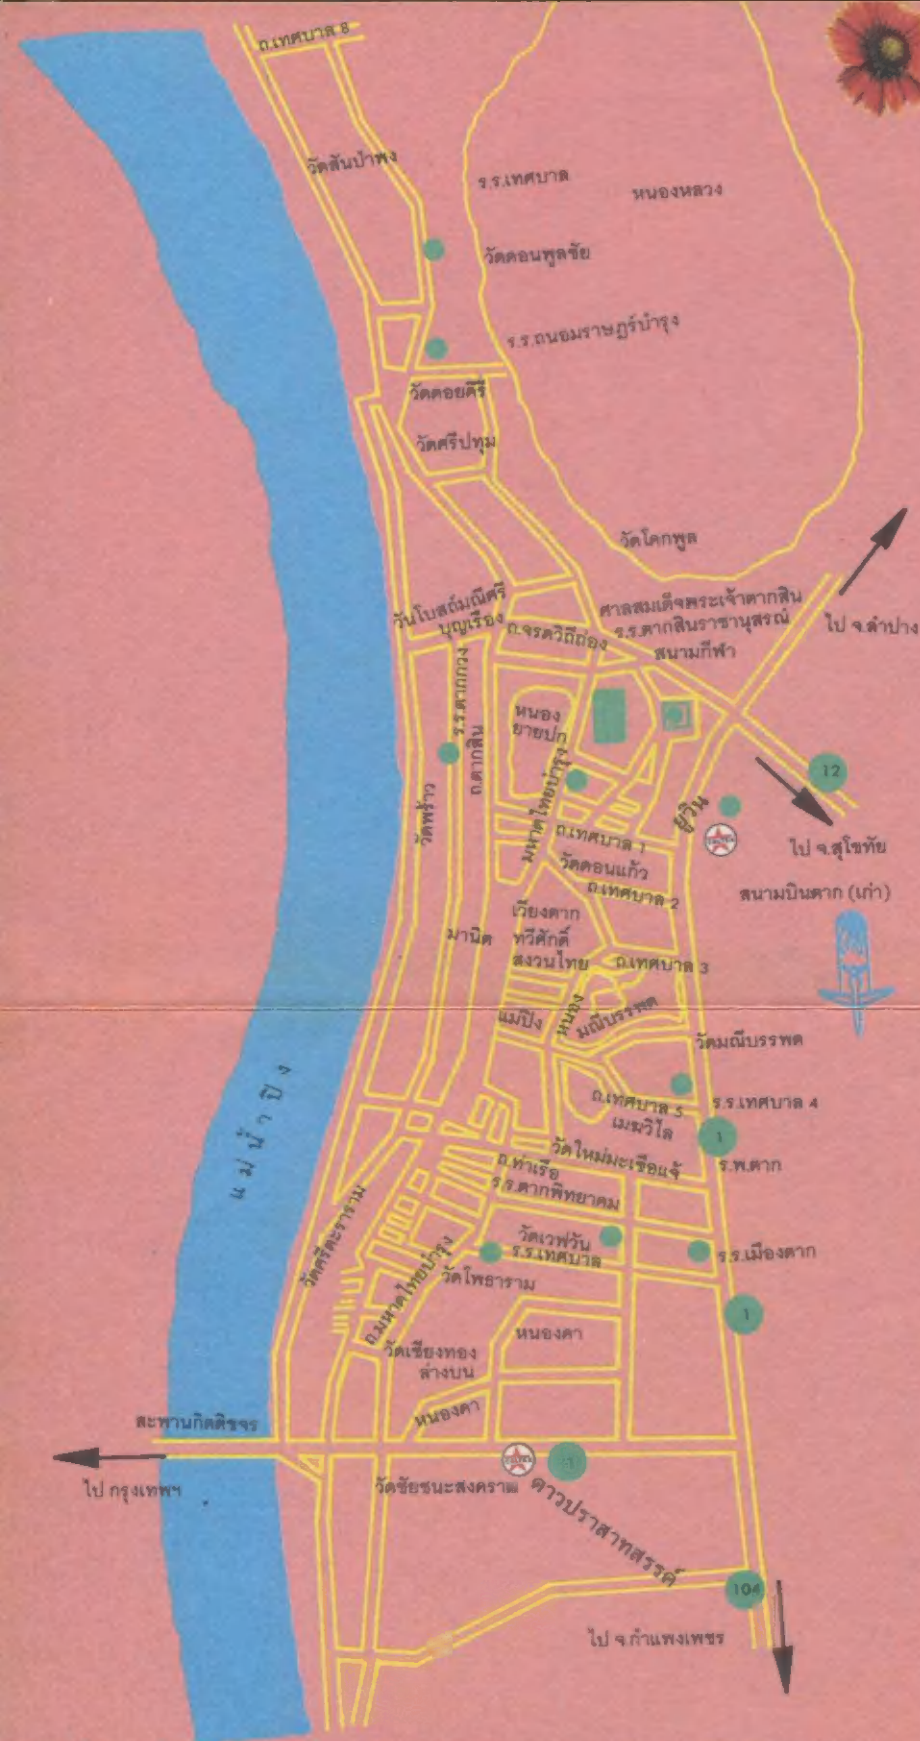 ถ.เทศบาล 8
วัดสันป่าพง
ร.ร.เทศบาล
หนองหลวง
วัดดอนพูลชัย
ร.ร.ถนอมราษฎร์บำรุง
วัดดอยคีรี
วัดศรีปทุม
วัดโคกพูล
วันโบสถ์มณีศรี
บุญเรือง
ถ.จรดวิถีถ่อง
ศาลสมเด็จพระเจ้าตากสิน
ร.ร.ตากสินราชานุสรณ์
สนามกีฬา
ไป จ.ลำปาง
ร.ร.ตากกวง
ถ.ตากสิน
หนอง
ยายปก
มหาดไทยบำรุง
12
ยูวิน
ถ.เทศบาล 1
ไป จ.สุโขทัย
วัดพร้าว
วัดดอนแก้ว
ถ.เทศบาล 2
สนามบินตาก (เก่า)
เวียงตาก
มานิต
ทวีศักดิ์
สงวนไทย
ถ.เทศบาล 3
แม่ปิง
หนอง
มณีบรรพต
วัดมณีบรรพต
แม่น้ำปิง
ถ.เทศบาล 5
ร.ร.เทศบาล 4
เมฆวิไล
1
วัดใหม่มะเขือแจ้
ร.พ.ตาก
ถ.ท่าเรือ
ร.ร.ตากพิทยาคม
วัดศรีตะราราม
วัดเวฬุวัน
ร.ร.เทศบาล
ร.ร.เมืองตาก
วัดโพธาราม
ถ.มหาดไทยบำรุง
1
หนองคา
วัดเชียงทอง
ล่างบน
หนองคา
สะพานกิตติขจร
ไป กรุงเทพฯ
1
วัดชัยชนะสงคราม
ดาวปราสาทสรรค์
104
ไป จ.กำแพงเพชร